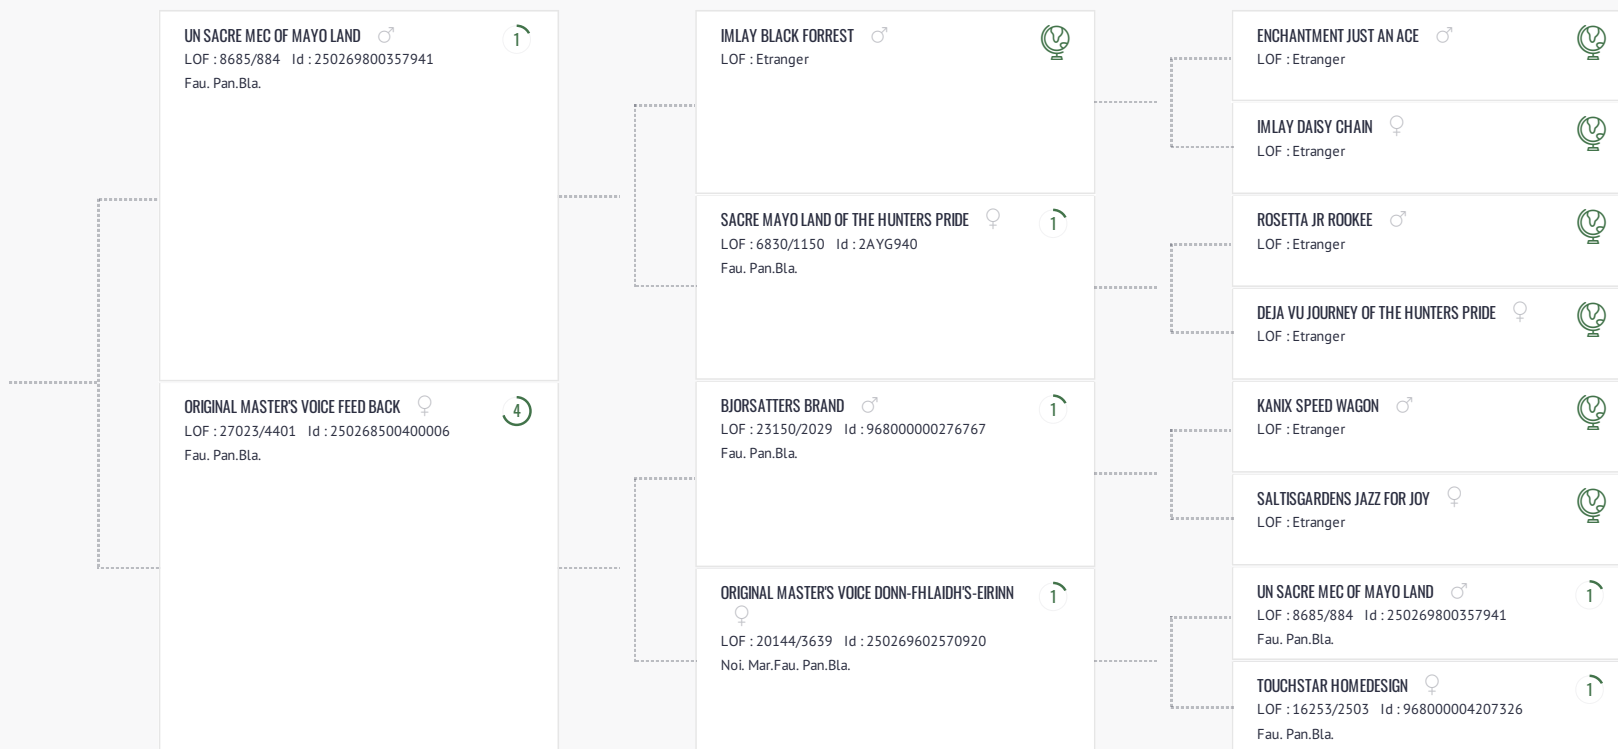 UN SACRE MEC OF MAYO LAND
1
LOF : 8685/884 Id : 250269800357941
Fau. Pan.Bla.
ORIGINAL MASTER'S VOICE FEED BACK
4
LOF : 27023/4401 Id : 250268500400006
Fau. Pan.Bla.
IMLAY BLACK FORREST
LOF : Etranger
SACRE MAYO LAND OF THE HUNTERS PRIDE
1
LOF : 6830/1150 Id : 2AYG940
Fau. Pan.Bla.
BJORSATTERS BRAND
1
LOF : 23150/2029 Id : 968000000276767
Fau. Pan.Bla.
ORIGINAL MASTER'S VOICE DONN-FHLAIDH'S-EIRINN
1
LOF : 20144/3639 Id : 250269602570920
Noi. Mar.Fau. Pan.Bla.
ENCHANTMENT JUST AN ACE
LOF : Etranger
IMLAY DAISY CHAIN
LOF : Etranger
ROSETTA JR ROOKEE
LOF : Etranger
DEJA VU JOURNEY OF THE HUNTERS PRIDE
LOF : Etranger
KANIX SPEED WAGON
LOF : Etranger
SALTISGARDENS JAZZ FOR JOY
LOF : Etranger
UN SACRE MEC OF MAYO LAND
1
LOF : 8685/884 Id : 250269800357941
Fau. Pan.Bla.
TOUCHSTAR HOMEDESIGN
1
LOF : 16253/2503 Id : 968000004207326
Fau. Pan.Bla.